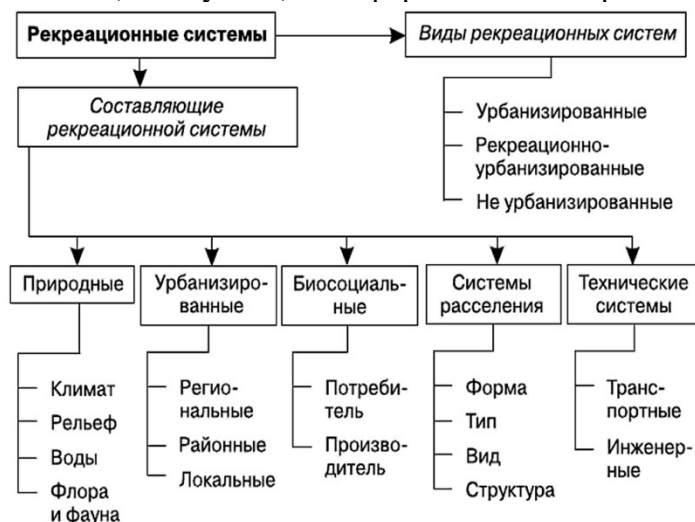 Рекреационные системы
Виды рекреационных систем
Составляющие
рекреационной системы
Урбанизированные
Рекреационно-
урбанизированные
Не урбанизированные
Природные
Климат
Рельеф
Воды
Флора
и фауна
Урбанизиро-
ванные
Регио-
нальные
Районные
Локальные
Биосоциаль-
ные
Потреби-
тель
Произво-
дитель
Системы
расселения
Форма
Тип
Вид
Структура
Технические
системы
Транс-
портные
Инженер-
ные